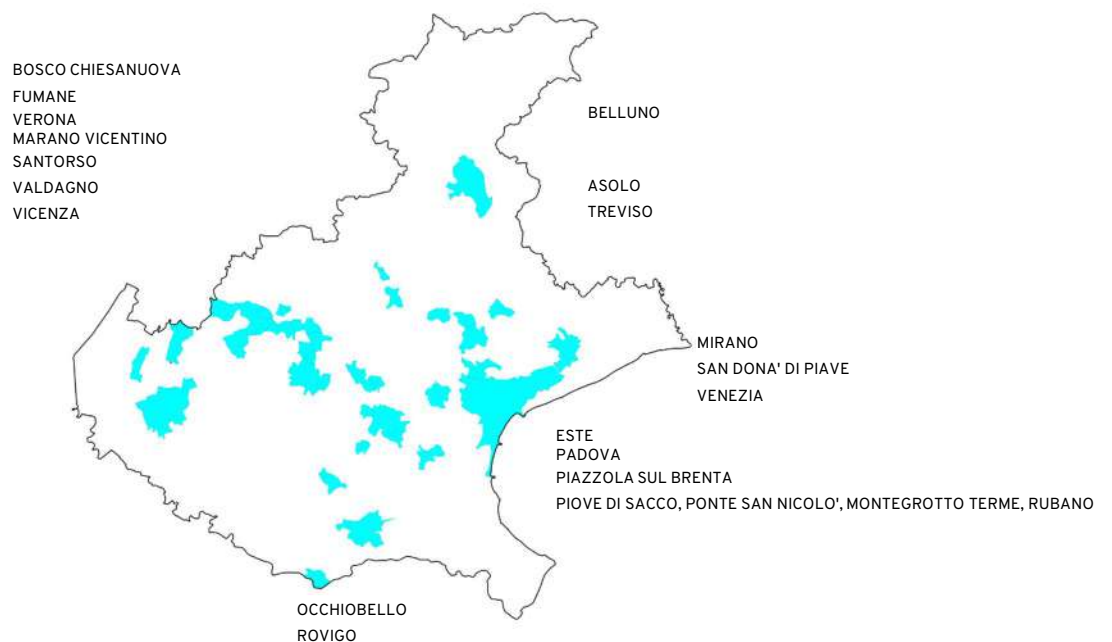 BOSCO CHIESANUOVA
FUMANE
VERONA
MARANO VICENTINO
SANTORSO
VALDAGNO
VICENZA
BELLUNO
ASOLO
TREVISO
MIRANO
SAN DONA' DI PIAVE
VENEZIA
ESTE
PADOVA
PIAZZOLA SUL BRENTA
PIOVE DI SACCO, PONTE SAN NICOLO', MONTEGROTTO TERME, RUBANO
OCCHIOBELLO
ROVIGO